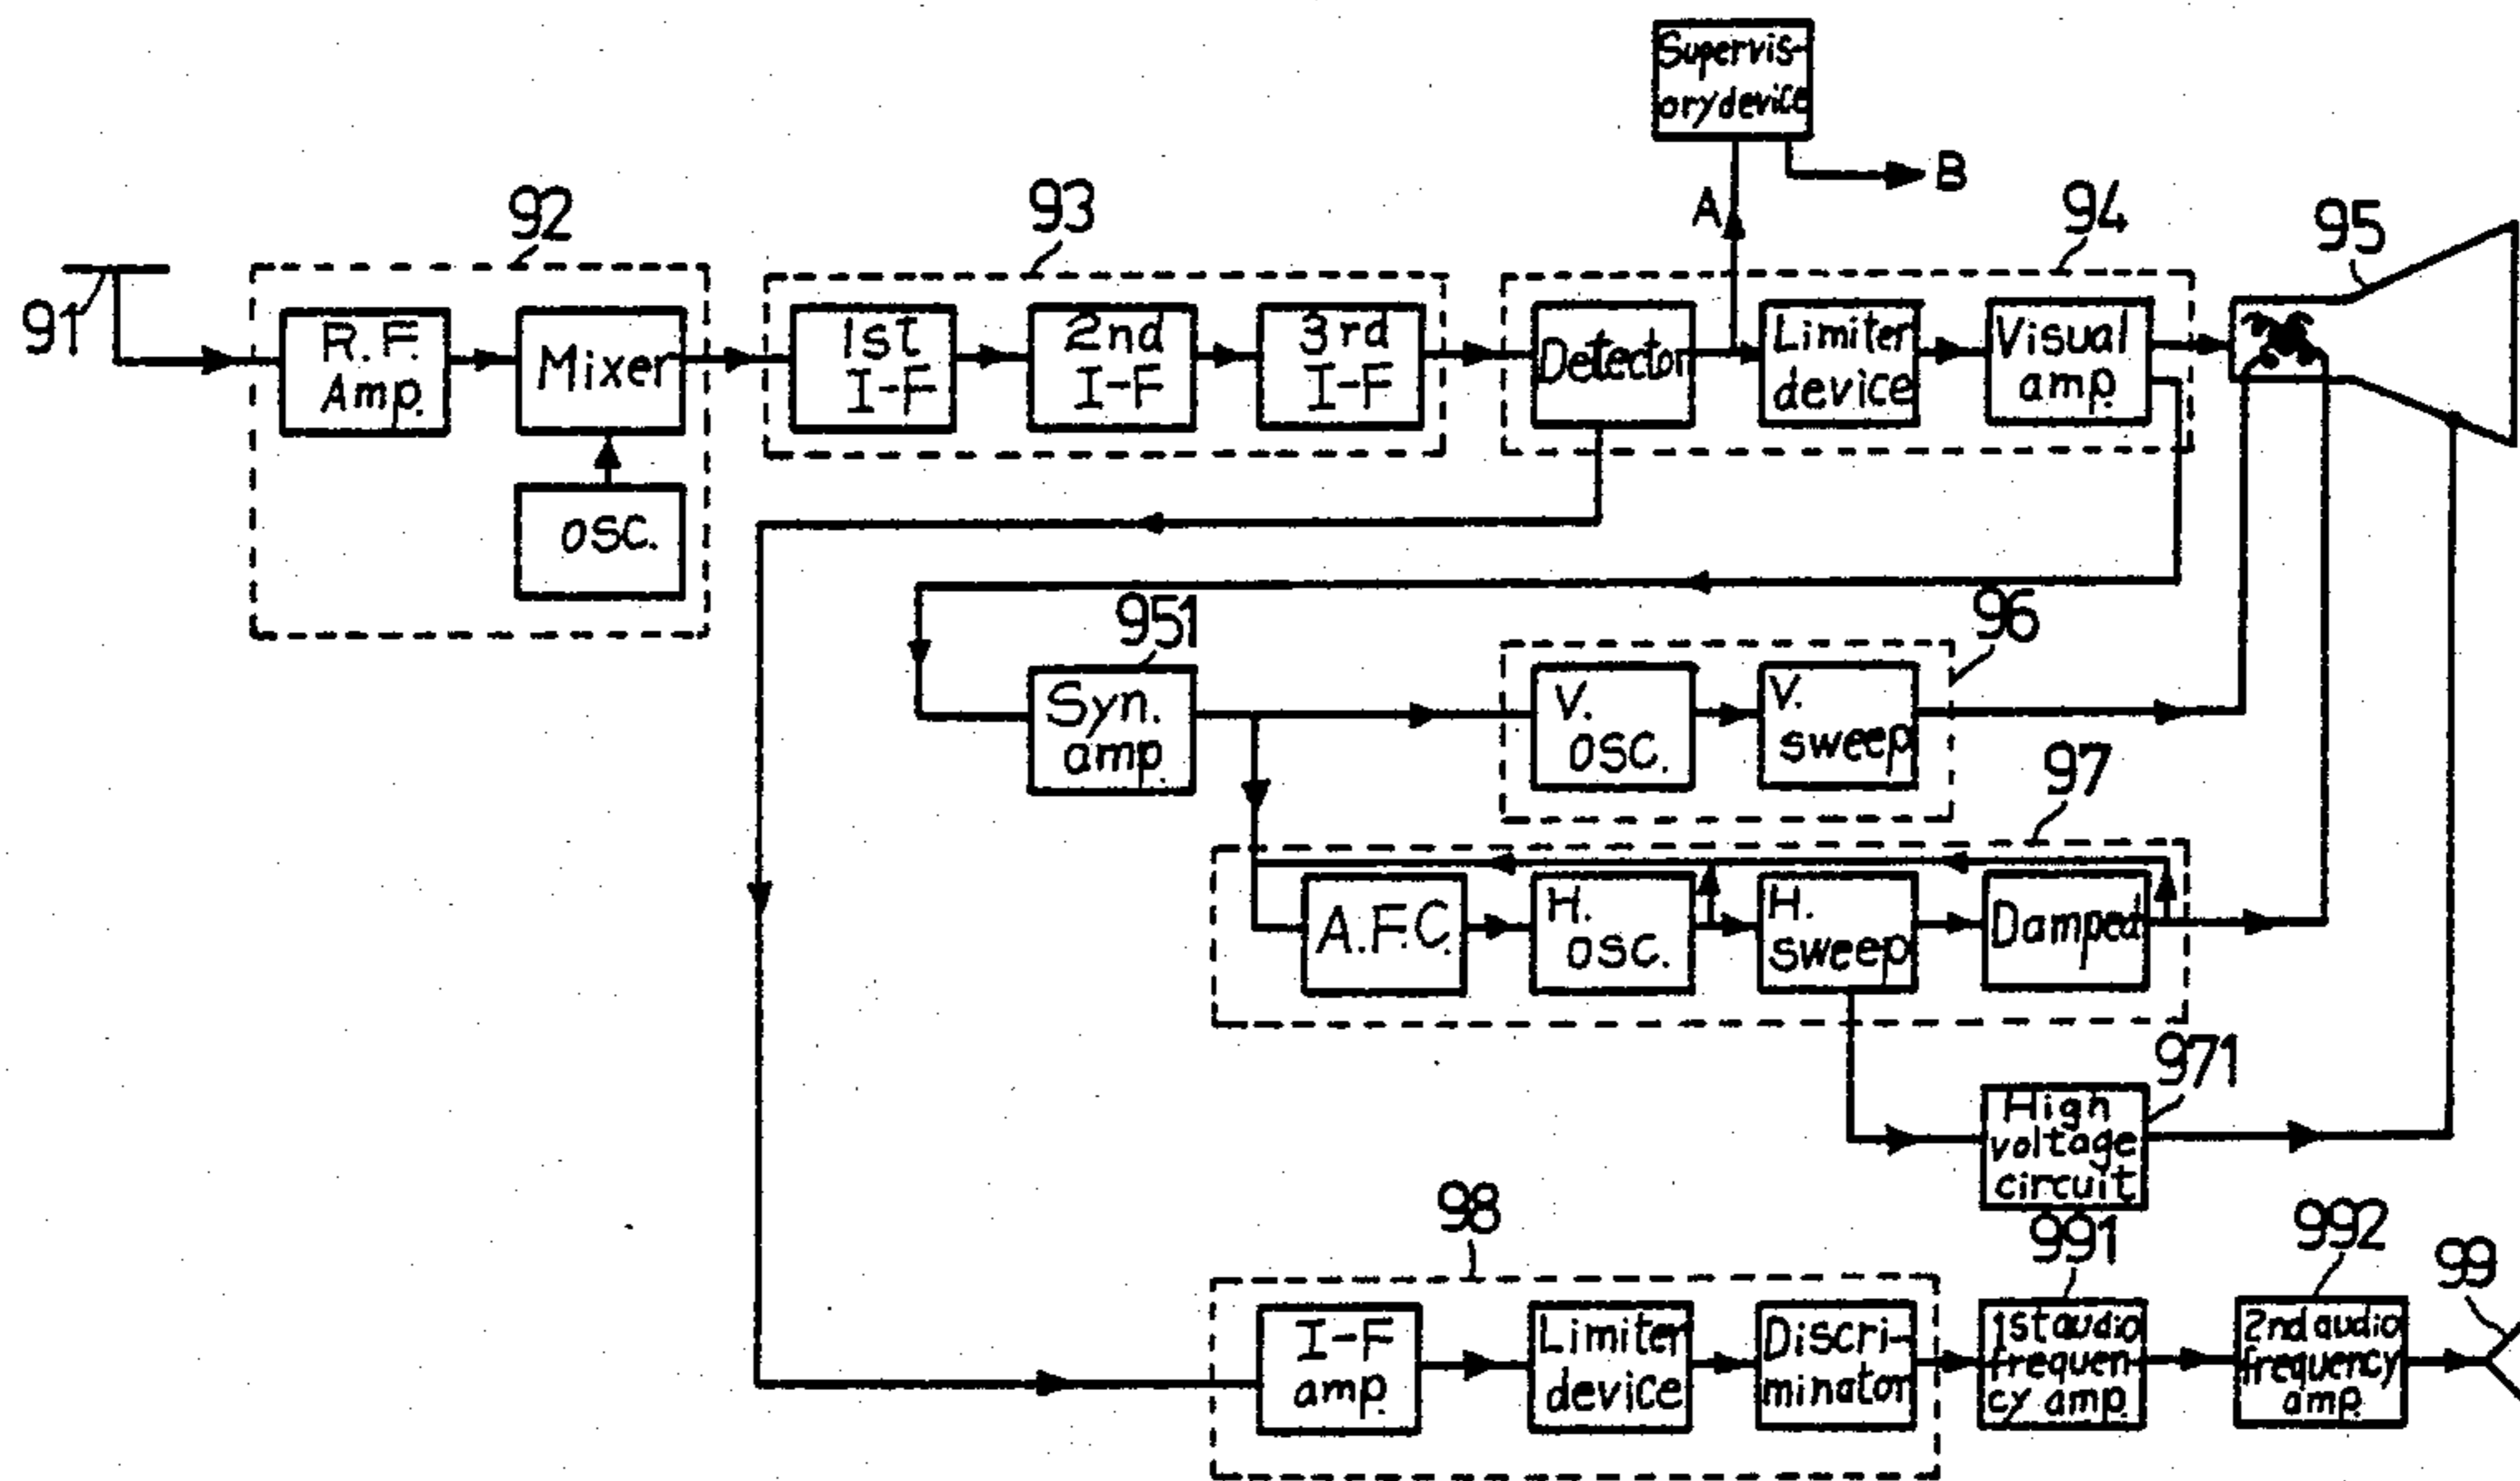 Supervis-
ory device
A
B
92
93
94
95
91
R.F.
Amp.
Mixer
1st
I-F
2nd
I-F
3rd
I-F
Detector
Limiter
device
Visual
amp.
osc.
951
96
Syn.
amp.
V.
osc.
V.
sweep
97
A.F.C.
H.
osc.
H.
sweep
Damped
971
High
voltage
circuit
98
991
992
99
I-F
amp.
Limiter
device
Discri-
minator
1st audio
frequen
cy amp.
2nd audio
frequency
amp.